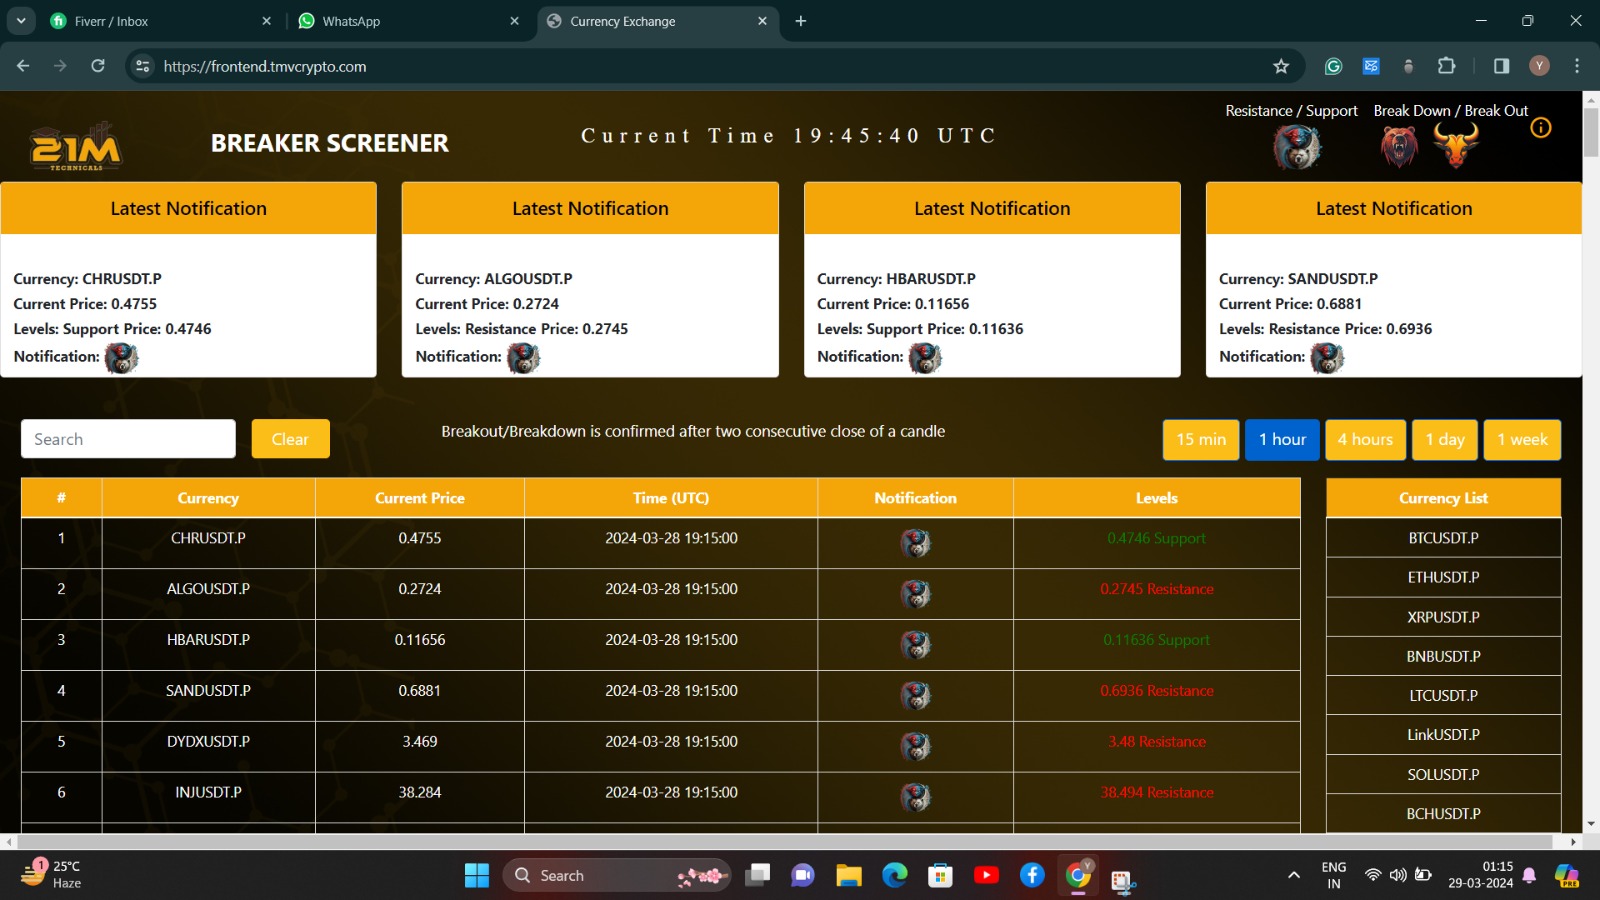 Fiverr / Inbox
WhatsApp
Currency Exchange
https://frontend.tmvcrypto.com
Y
21M
TECHNICALS
BREAKER SCREENER
Current Time 19:45:40 UTC
Resistance / Support
Break Down / Break Out
Latest Notification
Currency: CHRUSDT.P
Current Price: 0.4755
Levels: Support Price: 0.4746
Notification:
Latest Notification
Currency: ALGOUSDT.P
Current Price: 0.2724
Levels: Resistance Price: 0.2745
Notification:
Latest Notification
Currency: HBARUSDT.P
Current Price: 0.11656
Levels: Support Price: 0.11636
Notification:
Latest Notification
Currency: SANDUSDT.P
Current Price: 0.6881
Levels: Resistance Price: 0.6936
Notification:
Search
Clear
Breakout/Breakdown is confirmed after two consecutive close of a candle
15 min
1 hour
4 hours
1 day
1 week
# Currency Current Price Time (UTC) Notification Levels
1 CHRUSDT.P 0.4755 2024-03-28 19:15:00 0.4746 Support
2 ALGOUSDT.P 0.2724 2024-03-28 19:15:00 0.2745 Resistance
3 HBARUSDT.P 0.11656 2024-03-28 19:15:00 0.11636 Support
4 SANDUSDT.P 0.6881 2024-03-28 19:15:00 0.6936 Resistance
5 DYDXUSDT.P 3.469 2024-03-28 19:15:00 3.48 Resistance
6 INJUSDT.P 38.284 2024-03-28 19:15:00 38.494 Resistance
Currency List
BTCUSDT.P
ETHUSDT.P
XRPUSDT.P
BNBUSDT.P
LTCUSDT.P
LinkUSDT.P
SOLUSDT.P
BCHUSDT.P
1
25°C
Haze
Search
ENG
IN
01:15
29-03-2024
PRE